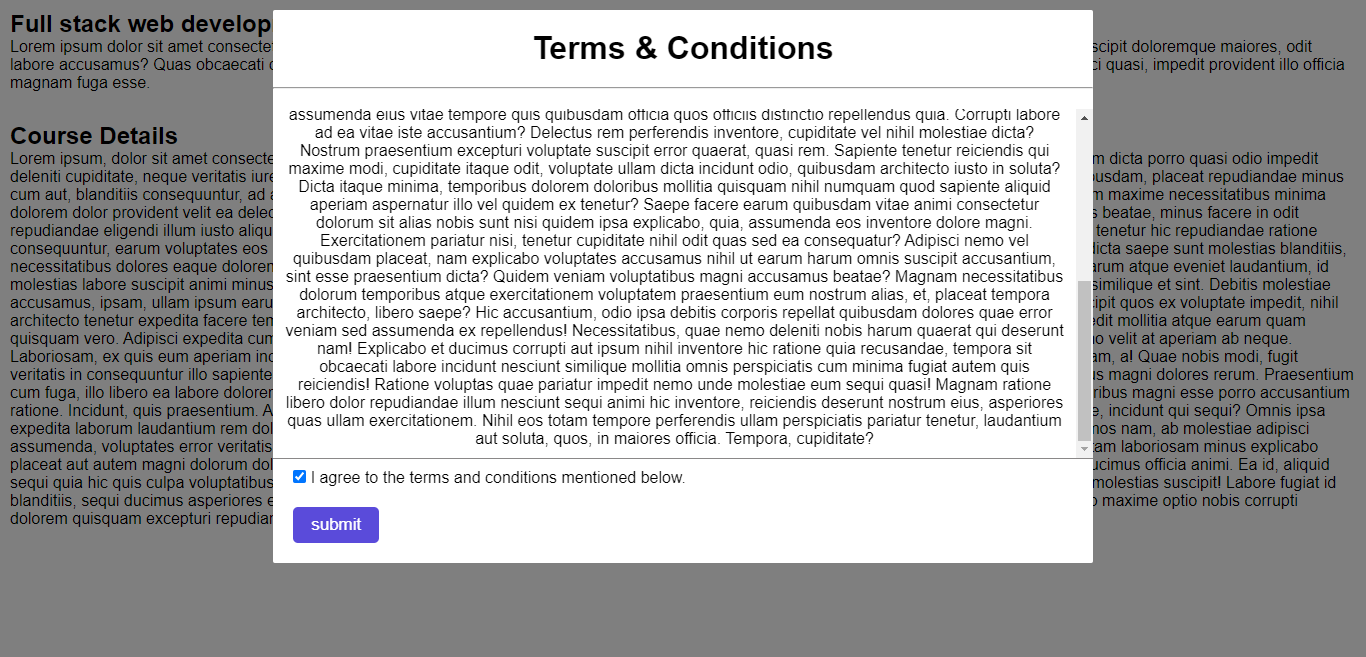 Full stack web develop
Lorem ipsum dolor sit amet consecte
labore accusamus? Quas obcaecati
magnam fuga esse.
Course Details
Lorem ipsum, dolor sit amet consecte
deleniti cupiditate, neque veritatis iure
cum aut, blanditiis consequuntur, ad
dolorem dolor provident velit ea delec
repudiandae eligendi illum iusto aliqu
consequuntur, earum voluptates eos
necessitatibus dolores eaque dolorem
molestias labore suscipit animi minus
accusamus, ipsam, ullam ipsum earu
architecto tenetur expedita facere tem
quisquam vero. Adipisci expedita cum
Laboriosam, ex quis eum aperiam inc
veritatis in consequuntur illo sapiente
cum fuga, illo libero ea labore dolorem
ratione. Incidunt, quis praesentium. A
expedita laborum laudantium rem dol
assumenda, voluptates error veritatis
placeat aut autem magni dolorum dol
sequi quia hic quis culpa voluptatibus
blanditiis, sequi ducimus asperiores e
dolorem quisquam excepturi repudian
Terms & Conditions
assumenda eius vitae tempore quis quibusdam officia quos officiis distinctio repellendus quia. Corrupti labore
ad ea vitae iste accusantium? Delectus rem perferendis inventore, cupiditate vel nihil molestiae dicta?
Nostrum praesentium excepturi voluptate suscipit error quaerat, quasi rem. Sapiente tenetur reiciendis qui
maxime modi, cupiditate itaque odit, voluptate ullam dicta incidunt odio, quibusdam architecto iusto in soluta?
Dicta itaque minima, temporibus dolorem doloribus mollitia quisquam nihil numquam quod sapiente aliquid
aperiam aspernatur illo vel quidem ex tenetur? Saepe facere earum quibusdam vitae animi consectetur
dolorum sit alias nobis sunt nisi quidem ipsa explicabo, quia, assumenda eos inventore dolore magni.
Exercitationem pariatur nisi, tenetur cupiditate nihil odit quas sed ea consequatur? Adipisci nemo vel
quibusdam placeat, nam explicabo voluptates accusamus nihil ut earum harum omnis suscipit accusantium,
sint esse praesentium dicta? Quidem veniam voluptatibus magni accusamus beatae? Magnam necessitatibus
dolorum temporibus atque exercitationem voluptatem praesentium eum nostrum alias, et, placeat tempora
architecto, libero saepe? Hic accusantium, odio ipsa debitis corporis repellat quibusdam dolores quae error
veniam sed assumenda ex repellendus! Necessitatibus, quae nemo deleniti nobis harum quaerat qui deserunt
nam! Explicabo et ducimus corrupti aut ipsum nihil inventore hic ratione quia recusandae, tempora sit
obcaecati labore incidunt nesciunt similique mollitia omnis perspiciatis cum minima fugiat autem quis
reiciendis! Ratione voluptas quae pariatur impedit nemo unde molestiae eum sequi quasi! Magnam ratione
libero dolor repudiandae illum nesciunt sequi animi hic inventore, reiciendis deserunt nostrum eius, asperiores
quas ullam exercitationem. Nihil eos totam tempore perferendis ullam perspiciatis pariatur tenetur, laudantium
aut soluta, quos, in maiores officia. Tempora, cupiditate?
I agree to the terms and conditions mentioned below.
submit
scipit doloremque maiores, odit
ci quasi, impedit provident illo officia
m dicta porro quasi odio impedit
busdam, placeat repudiandae minus
m maxime necessitatibus minima
s beatae, minus facere in odit
tenetur hic repudiandae ratione
dicta saepe sunt molestias blanditiis,
arum atque eveniet laudantium, id
similique et sint. Debitis molestiae
cipit quos ex voluptate impedit, nihil
edit mollitia atque earum quam
o velit at aperiam ab neque.
am, a! Quae nobis modi, fugit
us magni dolores rerum. Praesentium
ribus magni esse porro accusantium
e, incidunt qui sequi? Omnis ipsa
mos nam, ab molestiae adipisci
tam laboriosam minus explicabo
ucimus officia animi. Ea id, aliquid
molestias suscipit! Labore fugiat id
o maxime optio nobis corrupti